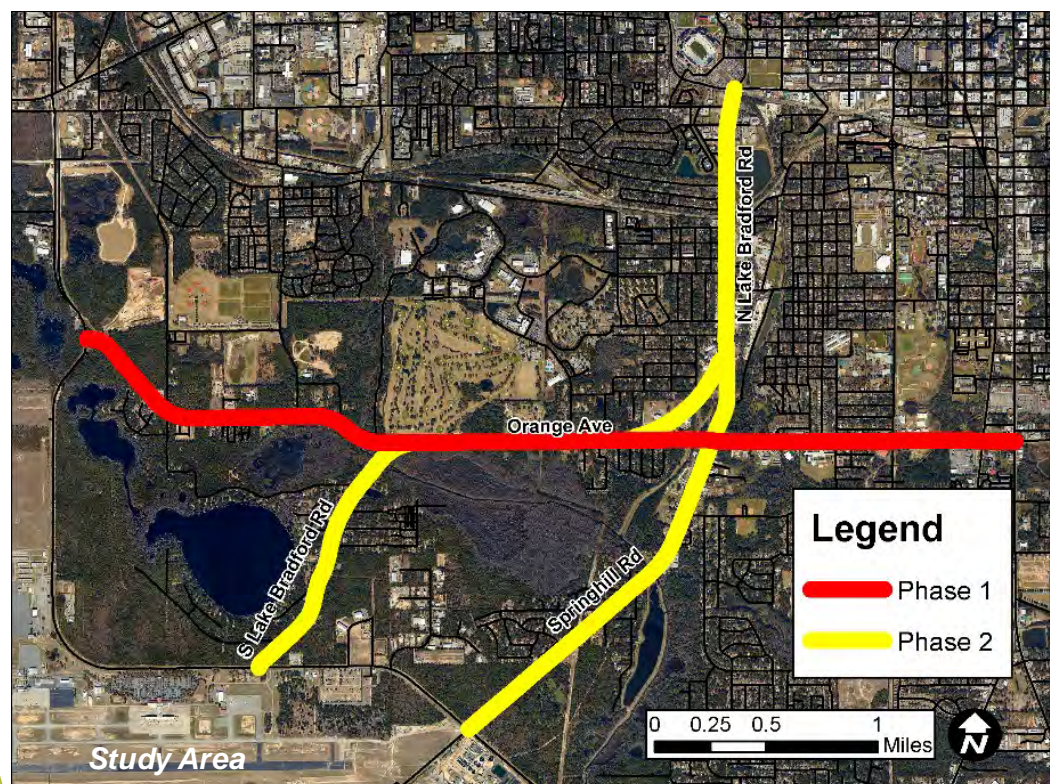 N Lake Bradford Rd
Orange Ave
S Lake Bradford Rd
Springhill Rd
Legend
Phase 1
Phase 2
0 0.25 0.5 1
Miles
N
Study Area